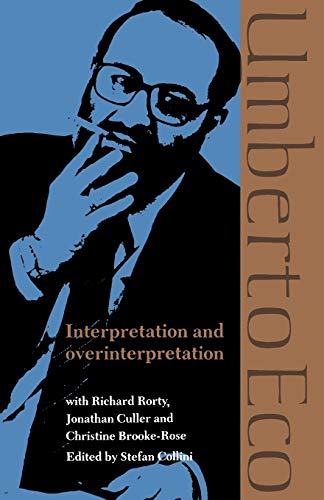 Umberto Eco
Interpretation and
overinterpretation
with Richard Rorty,
Jonathan Culler and
Christine Brooke-Rose
Edited by Stefan Collini